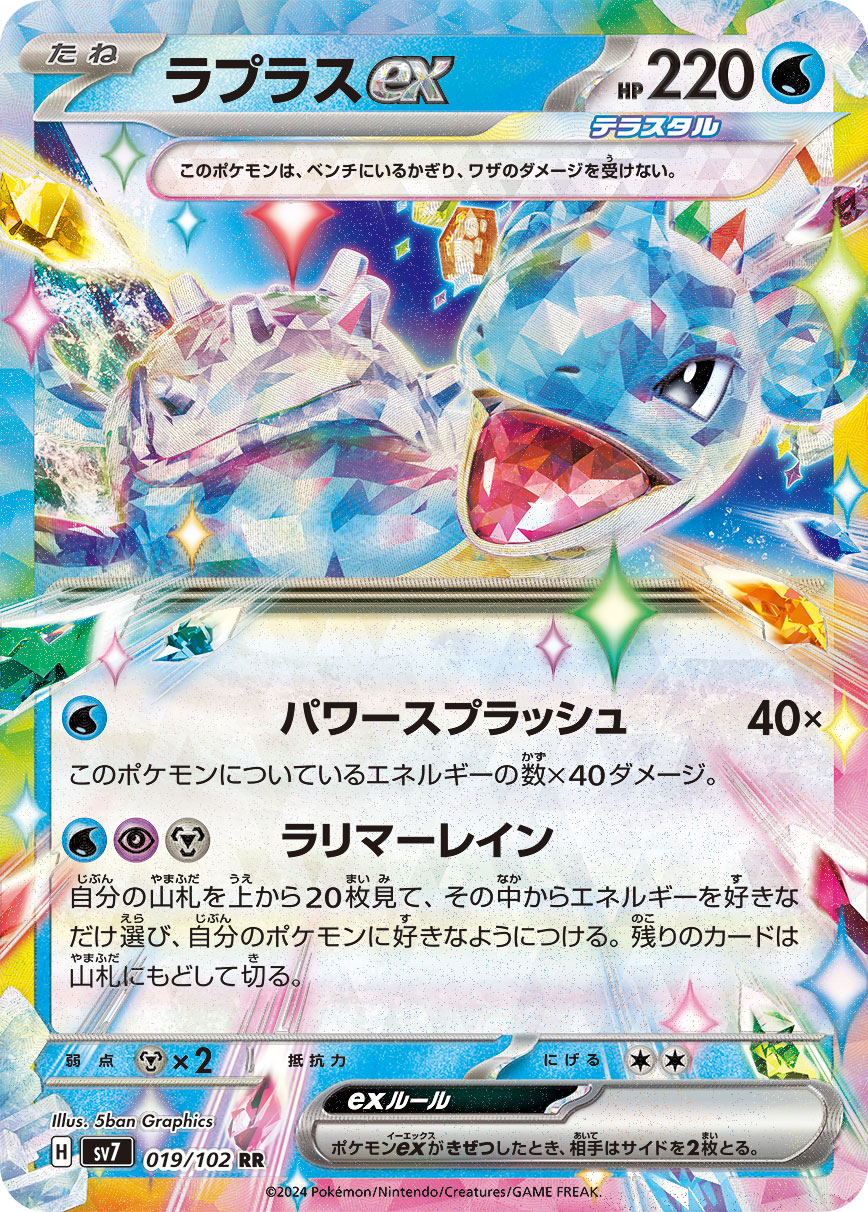 たね
ラプラスex
HP220
テラスタル
このポケモンは、ベンチにいるかぎり、ワザのダメージを受けない。
パワースプラッシュ 40×
このポケモンについているエネルギーの数×40ダメージ。
ラリマーレイン
自分の山札を上から20枚見て、その中からエネルギーを好きな
だけ選び、自分のポケモンに好きなようにつける。残りのカードは
山札にもどして切る。
弱点 ×2 抵抗力 にげる
exルール
ポケモンexがきぜつしたとき、相手はサイドを2枚とる。
Illus. 5ban Graphics
H sv7 019/102 RR
©2024 Pokémon/Nintendo/Creatures/GAME FREAK.